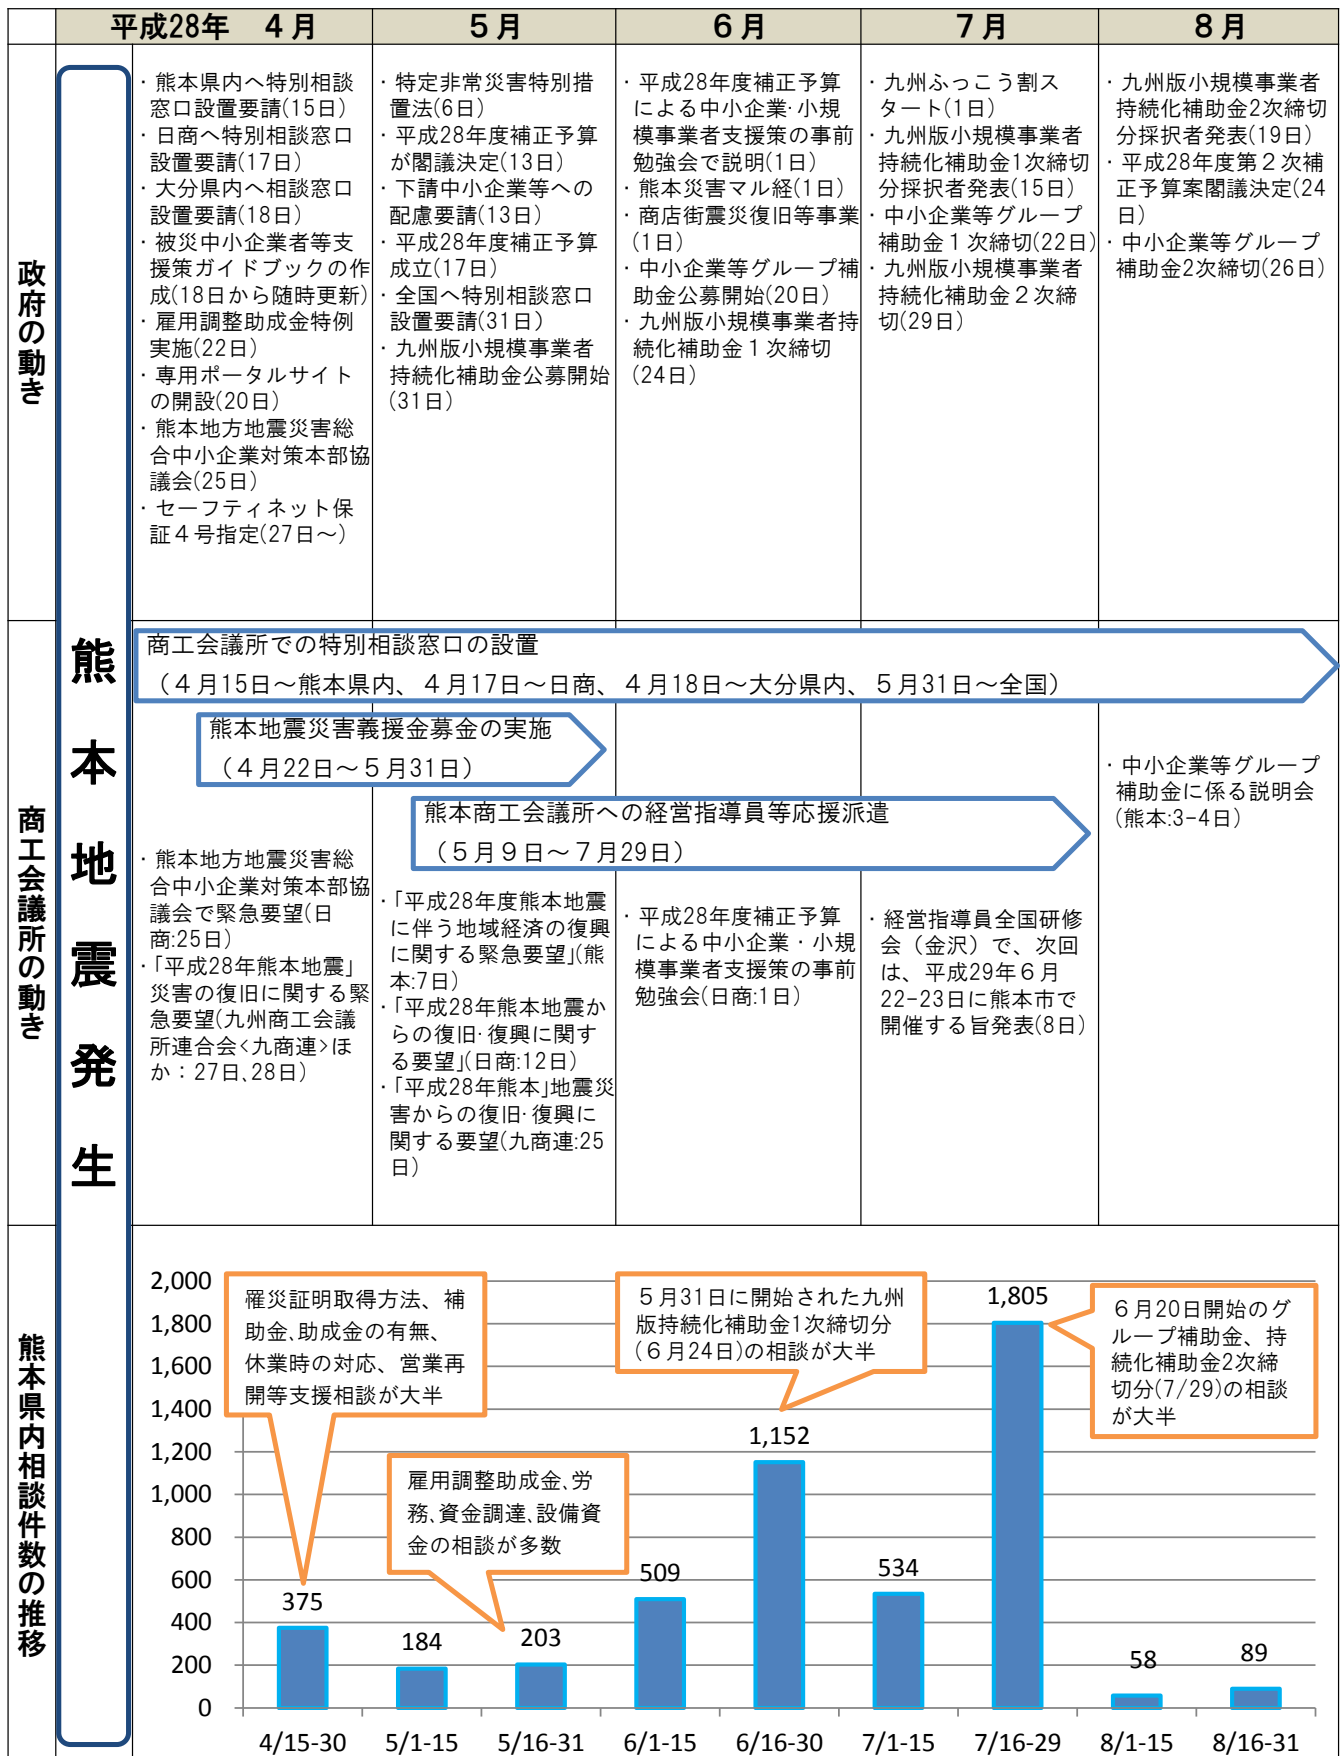 平成28年　４月
５月
６月
７月
８月
政府の動き
・熊本県内へ特別相談
窓口設置要請(15日)
・日商へ特別相談窓口
設置要請(17日)
・大分県内へ相談窓口
設置要請(18日)
・被災中小企業者等支
援策ガイドブックの作
成(18日から随時更新)
・雇用調整助成金特例
実施(22日)
・専用ポータルサイト
の開設(20日)
・熊本地方地震災害総
合中小企業対策本部協
議会(25日)
・セーフティネット保
証４号指定(27日～)
・特定非常災害特別措
置法(6日)
・平成28年度補正予算
が閣議決定(13日)
・下請中小企業等への
配慮要請(13日)
・平成28年度補正予算
成立(17日)
・全国へ特別相談窓口
設置要請(31日)
・九州版小規模事業者
持続化補助金公募開始
(31日)
・平成28年度補正予算
による中小企業･小規
模事業者支援策の事前
勉強会で説明(1日)
・熊本災害マル経(1日)
・商店街震災復旧等事業
(1日)
・中小企業等グループ補
助金公募開始(20日)
・九州版小規模事業者持
続化補助金１次締切
(24日)
・九州ふっこう割ス
タート(1日)
・九州版小規模事業者
持続化補助金1次締切
分採択者発表(15日)
・中小企業等グループ
補助金１次締切(22日)
・九州版小規模事業者
持続化補助金２次締
切(29日)
・九州版小規模事業者
持続化補助金2次締切
分採択者発表(19日)
・平成28年度第２次補
正予算案閣議決定(24
日)
・中小企業等グループ
補助金2次締切(26日)
熊本地震発生
商工会議所の動き
商工会議所での特別相談窓口の設置
（４月15日～熊本県内、４月17日～日商、４月18日～大分県内、５月31日～全国）
熊本地震災害義援金募金の実施
（４月22日～５月31日）
熊本商工会議所への経営指導員等応援派遣
（５月９日～７月29日）
・熊本地方地震災害総
合中小企業対策本部協
議会で緊急要望(日
商:25日)
・｢平成28年熊本地震｣
災害の復旧に関する緊
急要望(九州商工会議
所連合会<九商連>ほ
か：27日､28日)
・｢平成28年度熊本地震
に伴う地域経済の復興
に関する緊急要望｣(熊
本:7日)
・｢平成28年熊本地震か
らの復旧･復興に関す
る要望｣(日商:12日)
・｢平成28年熊本｣地震災
害からの復旧･復興に
関する要望(九商連:25
日)
・平成28年度補正予算
による中小企業・小規
模事業者支援策の事前
勉強会(日商:1日)
・経営指導員全国研修
会（金沢）で、次回
は、平成29年６月
22-23日に熊本市で
開催する旨発表(8日)
・中小企業等グループ
補助金に係る説明会
(熊本:3-4日)
熊本県内相談件数の推移
2,000
1,800
1,600
1,400
1,200
1,000
800
600
400
200
0
罹災証明取得方法、補
助金､助成金の有無､
休業時の対応、営業再
開等支援相談が大半
雇用調整助成金､労
務､資金調達､設備資
金の相談が多数
５月31日に開始された九州
版持続化補助金1次締切分
(６月24日)の相談が大半
６月20日開始のグ
ループ補助金、持
続化補助金2次締
切分(7/29)の相談
が大半
375
184
203
509
1,152
534
1,805
58
89
4/15-30
5/1-15
5/16-31
6/1-15
6/16-30
7/1-15
7/16-29
8/1-15
8/16-31